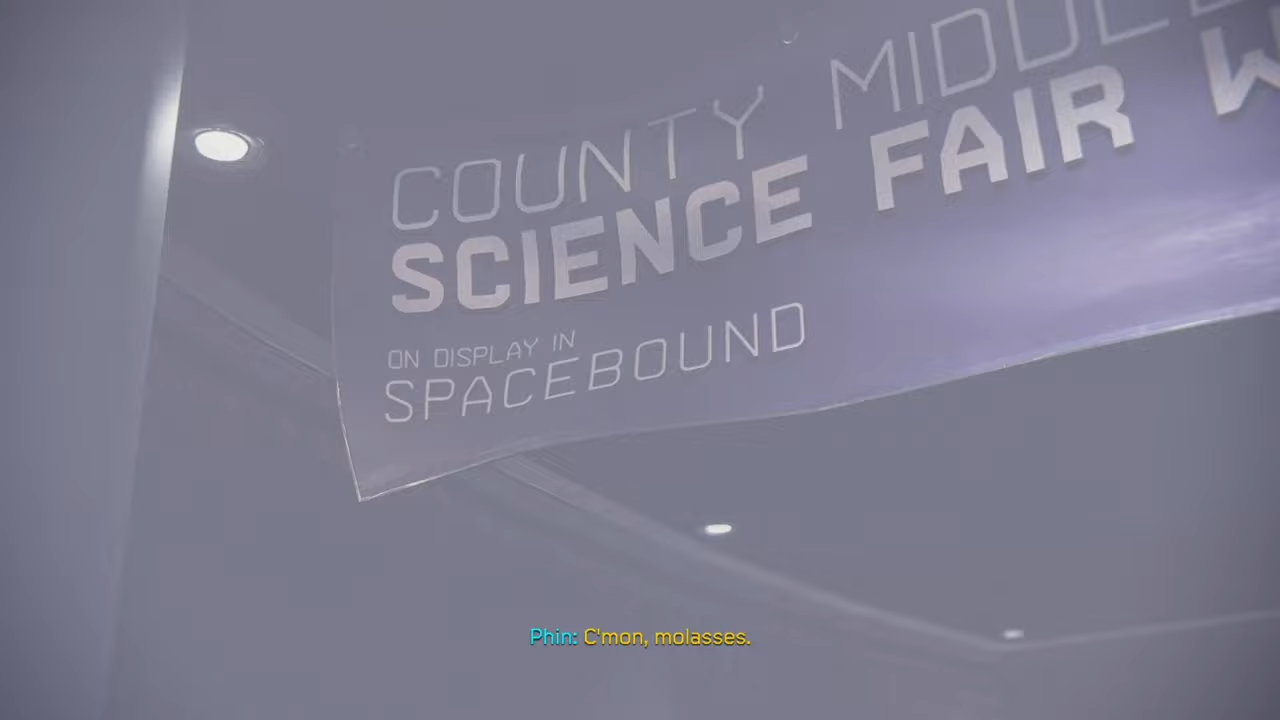 COUNTY
SCIENCE FAIR
ON DISPLAY IN
SPACEBOUND
Phin: C'mon, molasses.